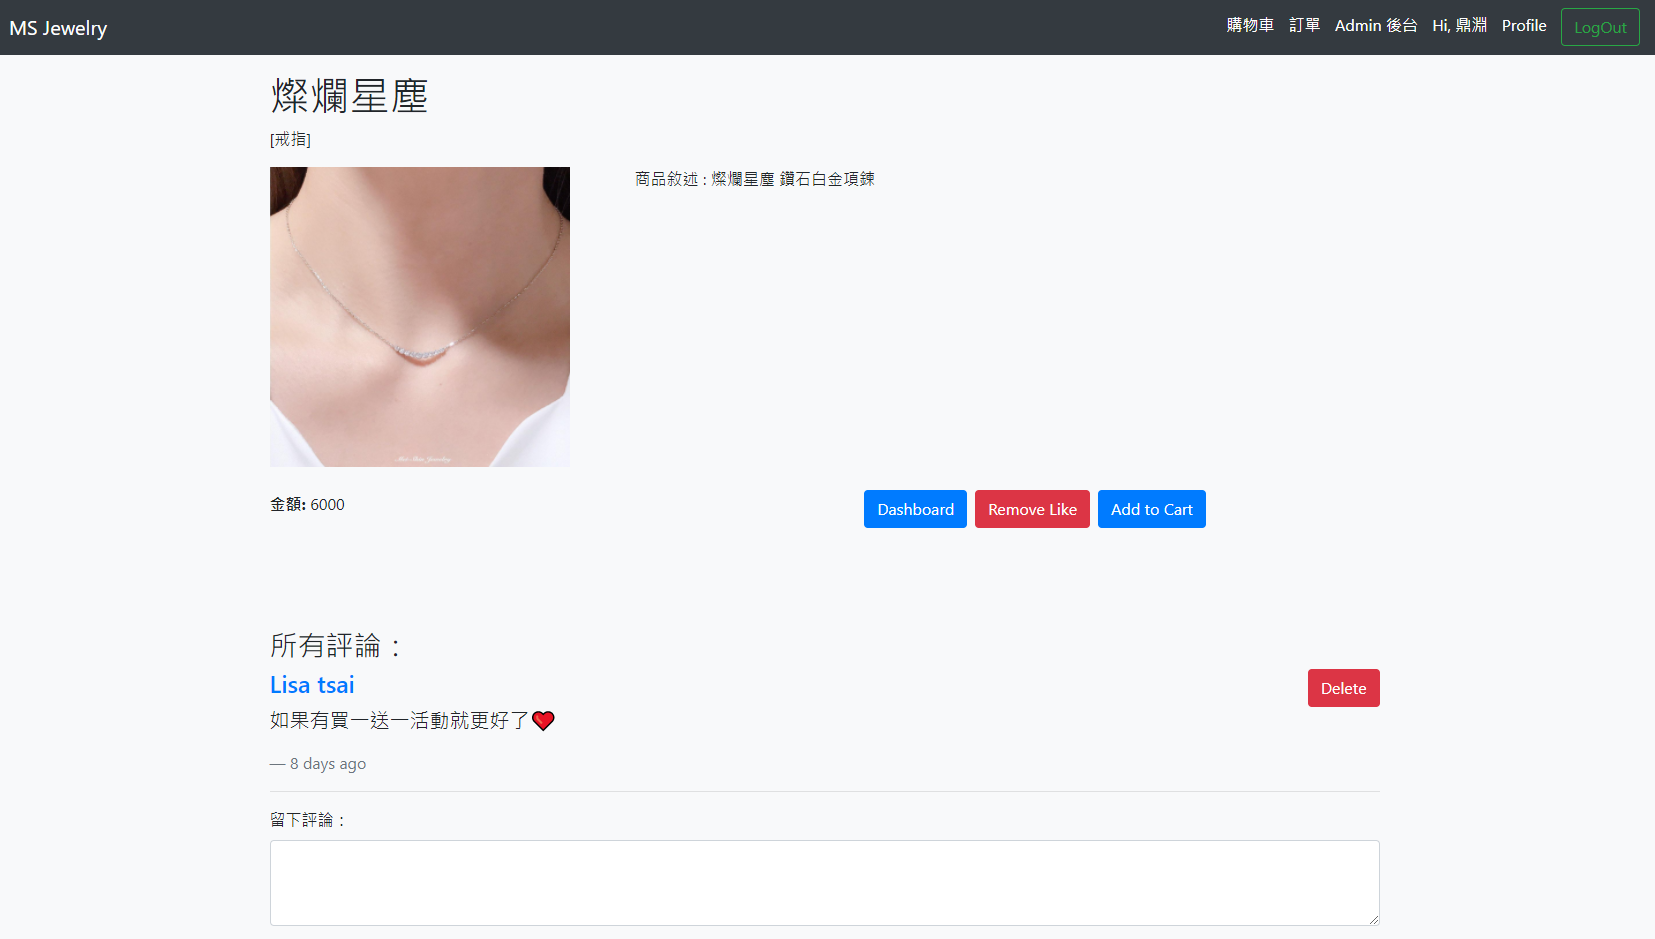 MS Jewelry
購物車 訂單 Admin 後台 Hi, 鼎淵 Profile LogOut
燦爛星塵
[戒指]
商品敘述 : 燦爛星塵 鑽石白金項鍊
金額: 6000
Dashboard Remove Like Add to Cart
所有評論：
Lisa tsai
Delete
如果有買一送一活動就更好了❤
— 8 days ago
留下評論：